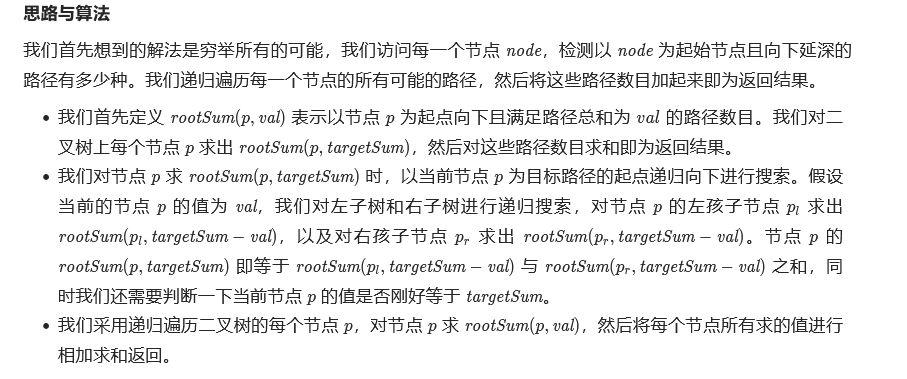 思路与算法
我们首先想到的解法是穷举所有的可能，我们访问每一个节点 node，检测以 node 为起始节点且向下延深的
路径有多少种。我们递归遍历每一个节点的所有可能的路径，然后将这些路径数目加起来即为返回结果。
• 我们首先定义 rootSum(p, val) 表示以节点 p 为起点向下且满足路径总和为 val 的路径数目。我们对二
叉树上每个节点 p 求出 rootSum(p, targetSum)，然后对这些路径数目求和即为返回结果。
• 我们对节点 p 求 rootSum(p, targetSum) 时，以当前节点 p 为目标路径的起点递归向下进行搜索。假设
当前的节点 p 的值为 val，我们对左子树和右子树进行递归搜索，对节点 p 的左孩子节点 pₗ 求出
rootSum(pₗ, targetSum − val)，以及对右孩子节点 pᵣ 求出 rootSum(pᵣ, targetSum − val)。节点 p 的
rootSum(p, targetSum) 即等于 rootSum(pₗ, targetSum − val) 与 rootSum(pᵣ, targetSum − val) 之和，同
时我们还需要判断一下当前节点 p 的值是否刚好等于 targetSum。
• 我们采用递归遍历二叉树的每个节点 p，对节点 p 求 rootSum(p, val)，然后将每个节点所有求的值进行
相加求和返回。